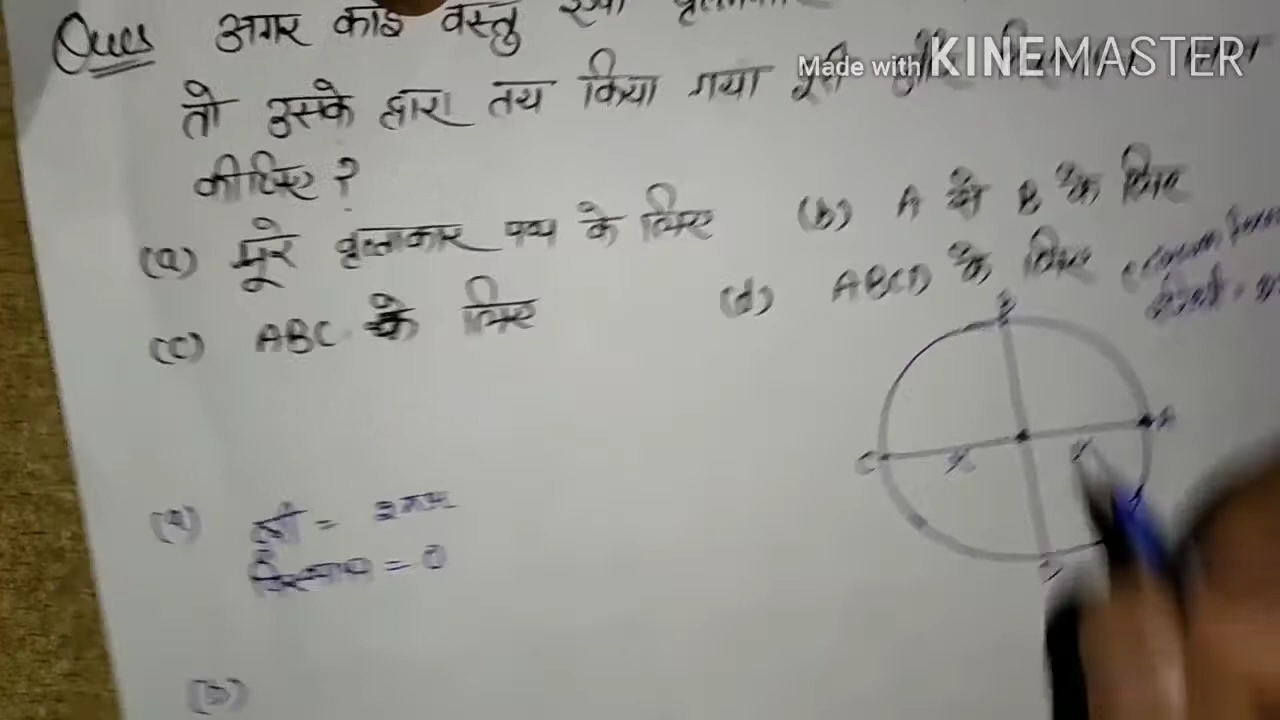 Ques अगर कोई वस्तु
Made with KINEMASTER
तो उसके द्वारा तय किया गया दूरी
कीजिए?
(a) पूरे वृत्ताकार पथ के लिए (b) A से B के लिए
(c) ABC के लिए (d) ABCD के लिए
B
A
C r r
D
(a) दूरी = 2πr
विस्थापन = 0
(b)